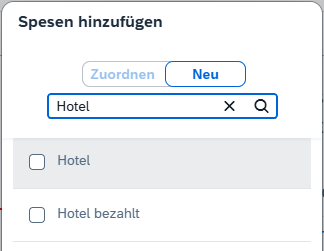 Spesen hinzufügen
Zuordnen Neu
Hotel
Hotel
Hotel bezahlt